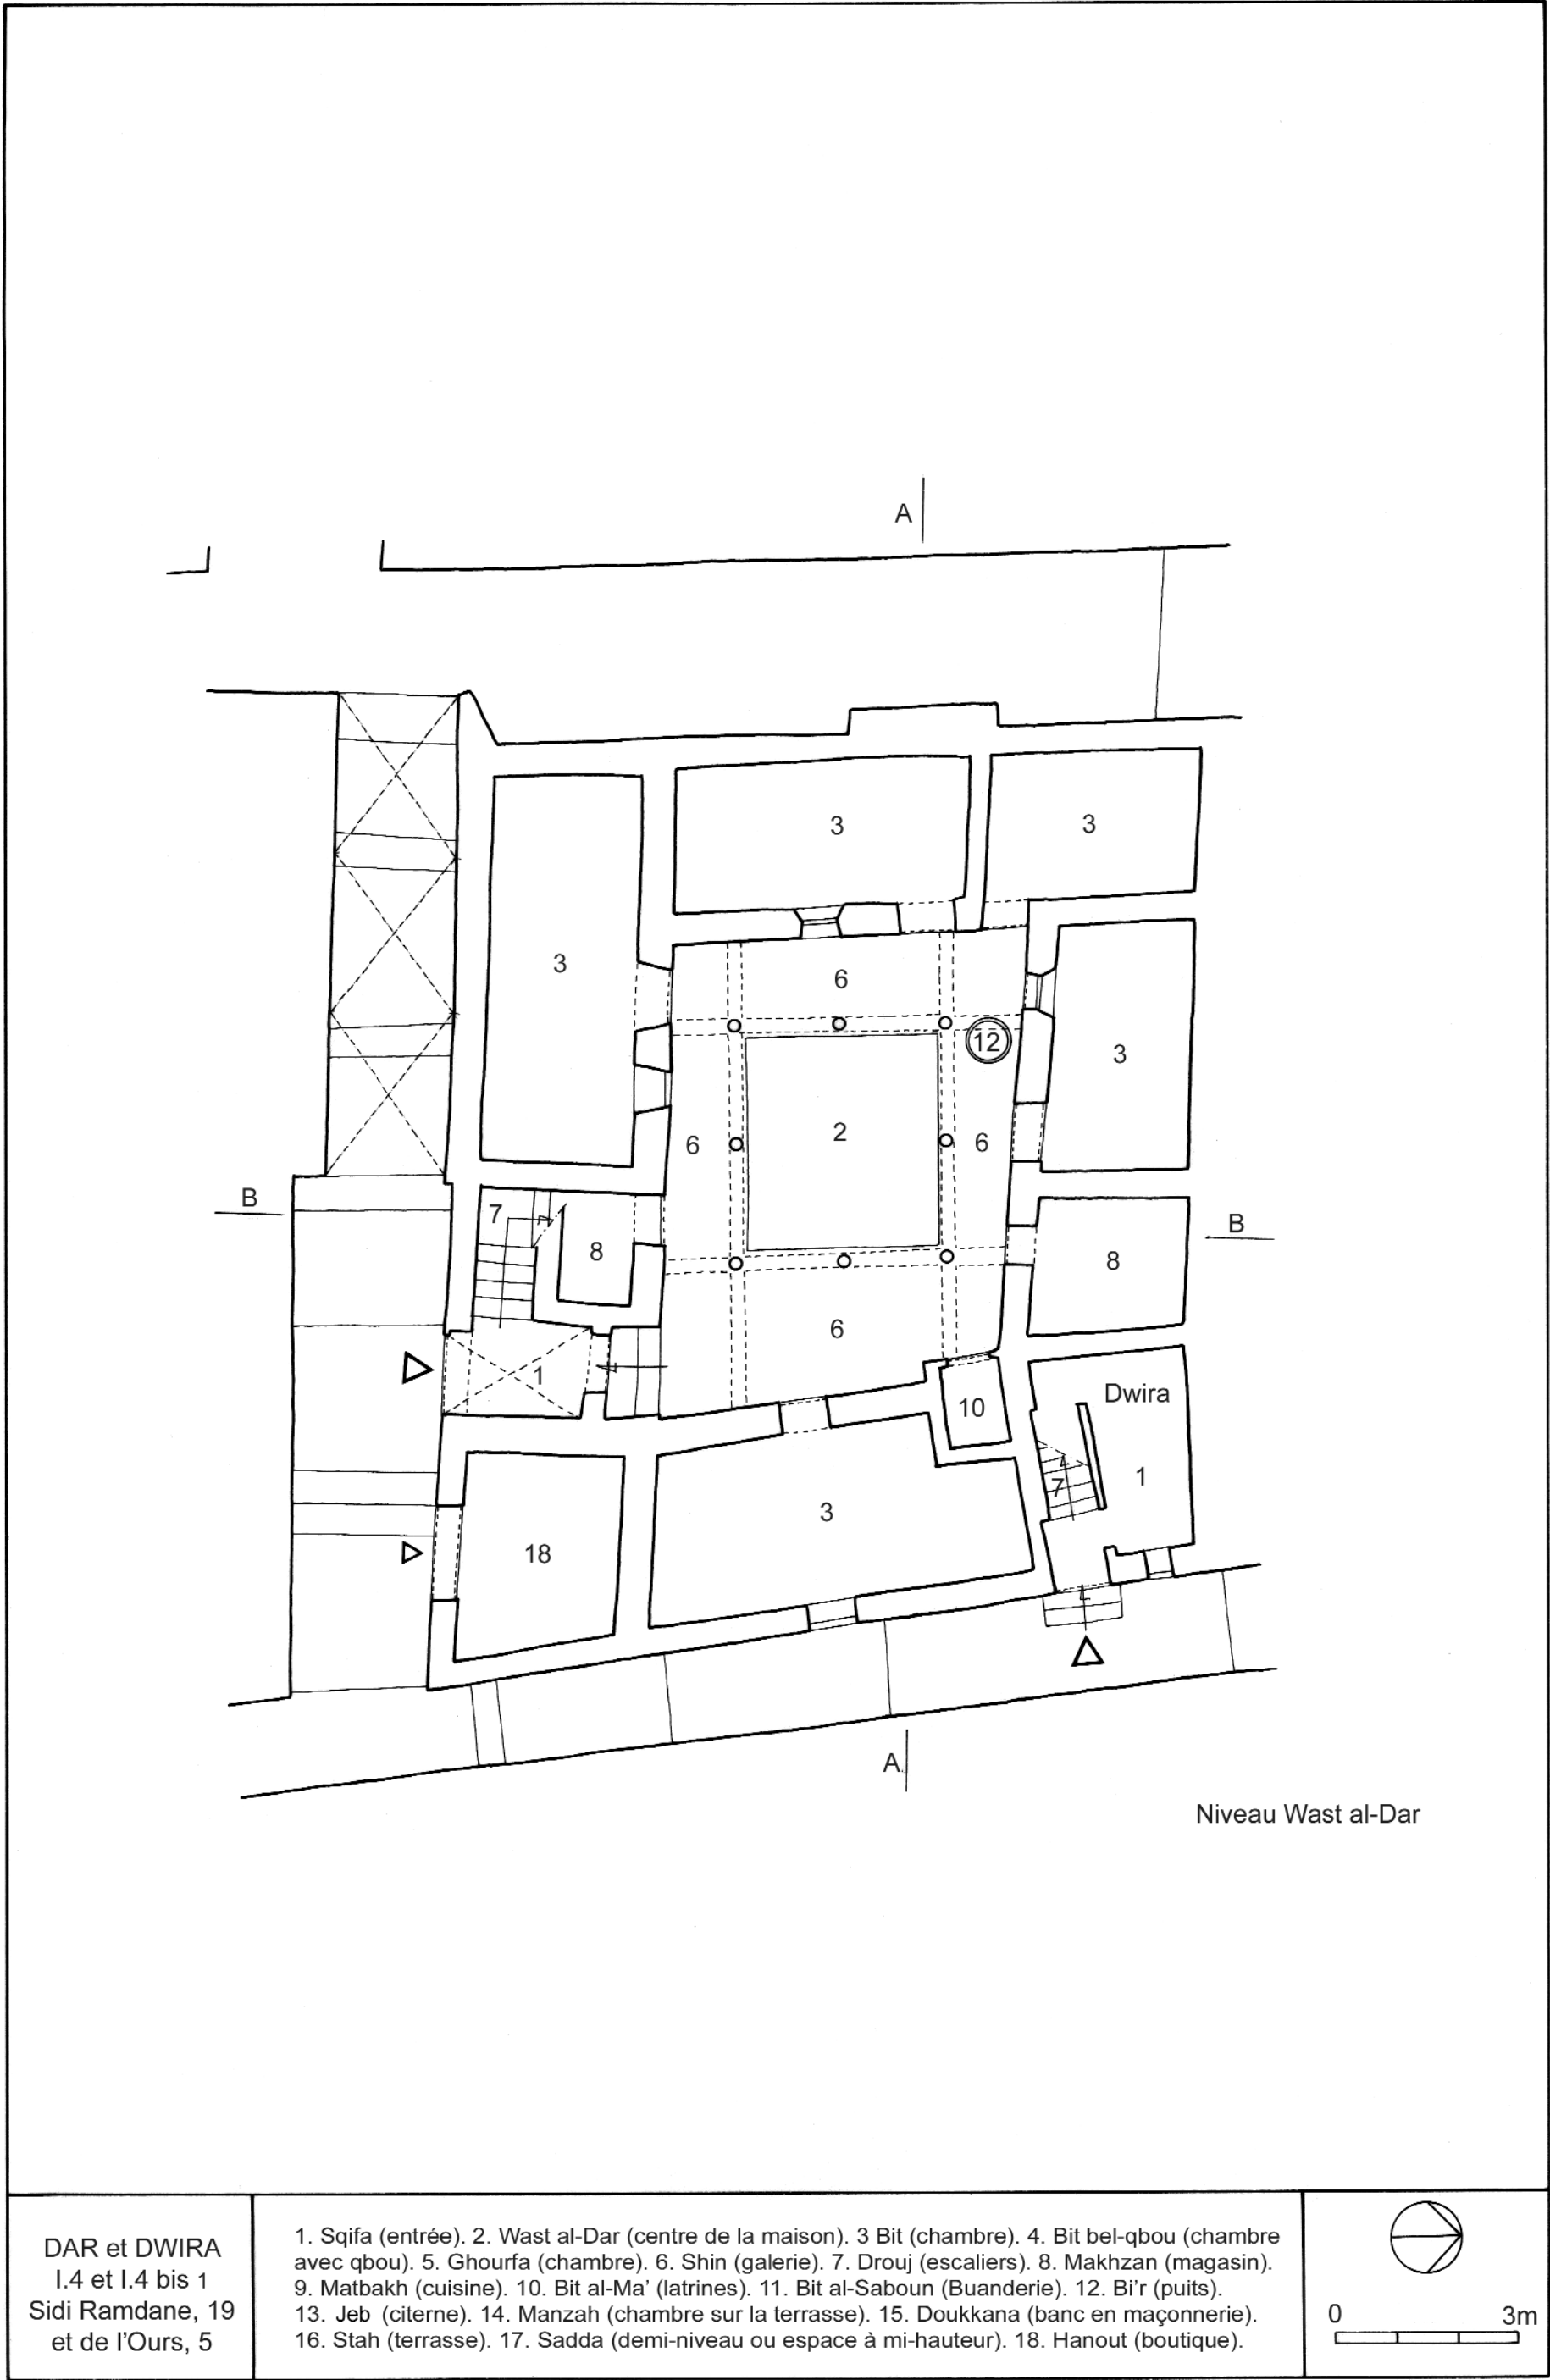 A
3
3
3
6
12
3
6
2
6
B
7
8
B
8
6
1
Dwira
10
7
1
3
18
A
Niveau Wast al-Dar
DAR et DWIRA
I.4 et I.4 bis 1
Sidi Ramdane, 19
et de l’Ours, 5
1. Sqifa (entrée). 2. Wast al-Dar (centre de la maison). 3 Bit (chambre). 4. Bit bel-qbou (chambre
avec qbou). 5. Ghourfa (chambre). 6. Shin (galerie). 7. Drouj (escaliers). 8. Makhzan (magasin).
9. Matbakh (cuisine). 10. Bit al-Ma’ (latrines). 11. Bit al-Saboun (Buanderie). 12. Bi’r (puits).
13. Jeb (citerne). 14. Manzah (chambre sur la terrasse). 15. Doukkana (banc en maçonnerie).
16. Stah (terrasse). 17. Sadda (demi-niveau ou espace à mi-hauteur). 18. Hanout (boutique).
0 3m